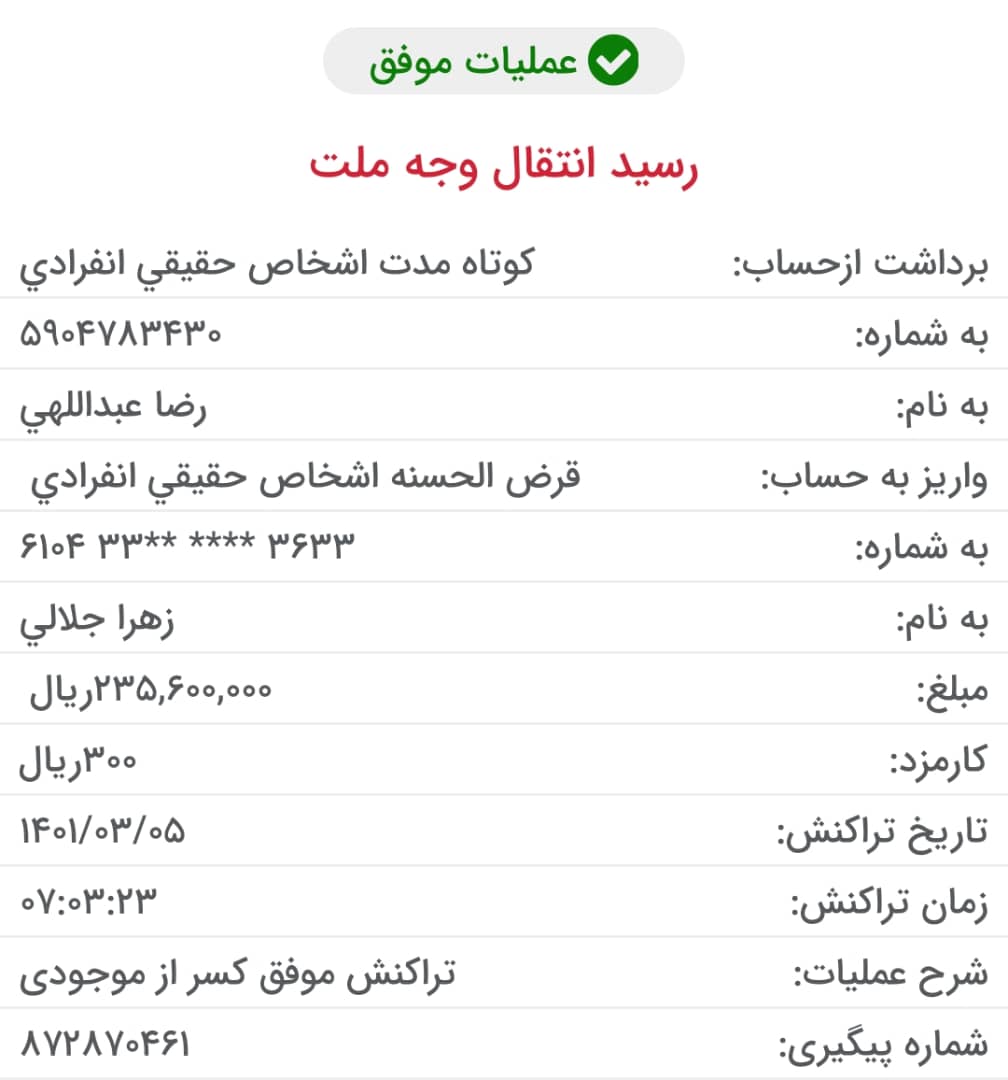 عملیات موفق
رسید انتقال وجه ملت
برداشت ازحساب: کوتاه مدت اشخاص حقيقي انفرادي
به شماره: ۵۹۰۴۷۸۳۴۳۰
به نام: رضا عبداللهي
واریز به حساب: قرض الحسنه اشخاص حقيقي انفرادي
به شماره: ۶۱۰۴ ۳۳** **** ۳۶۳۳
به نام: زهرا جلالي
مبلغ: ۲۳۵,۶۰۰,۰۰۰ریال
کارمزد: ۳۰۰ریال
تاریخ تراکنش: ۱۴۰۱/۰۳/۰۵
زمان تراکنش: ۰۷:۰۳:۲۳
شرح عملیات: تراکنش موفق کسر از موجودی
شماره پیگیری: ۸۷۲۸۷۰۴۶۱